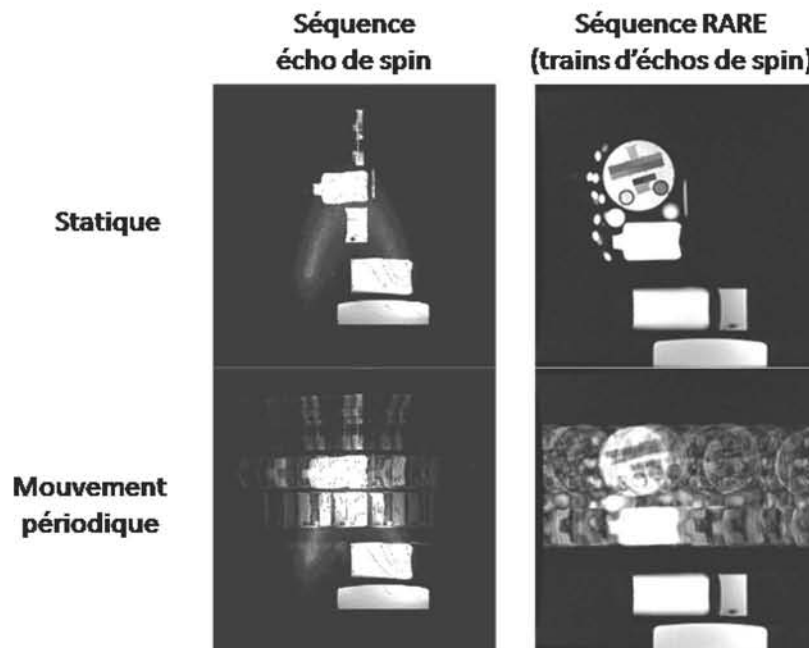 Séquence
écho de spin
Séquence RARE
(trains d'échos de spin)
Statique
Mouvement
périodique